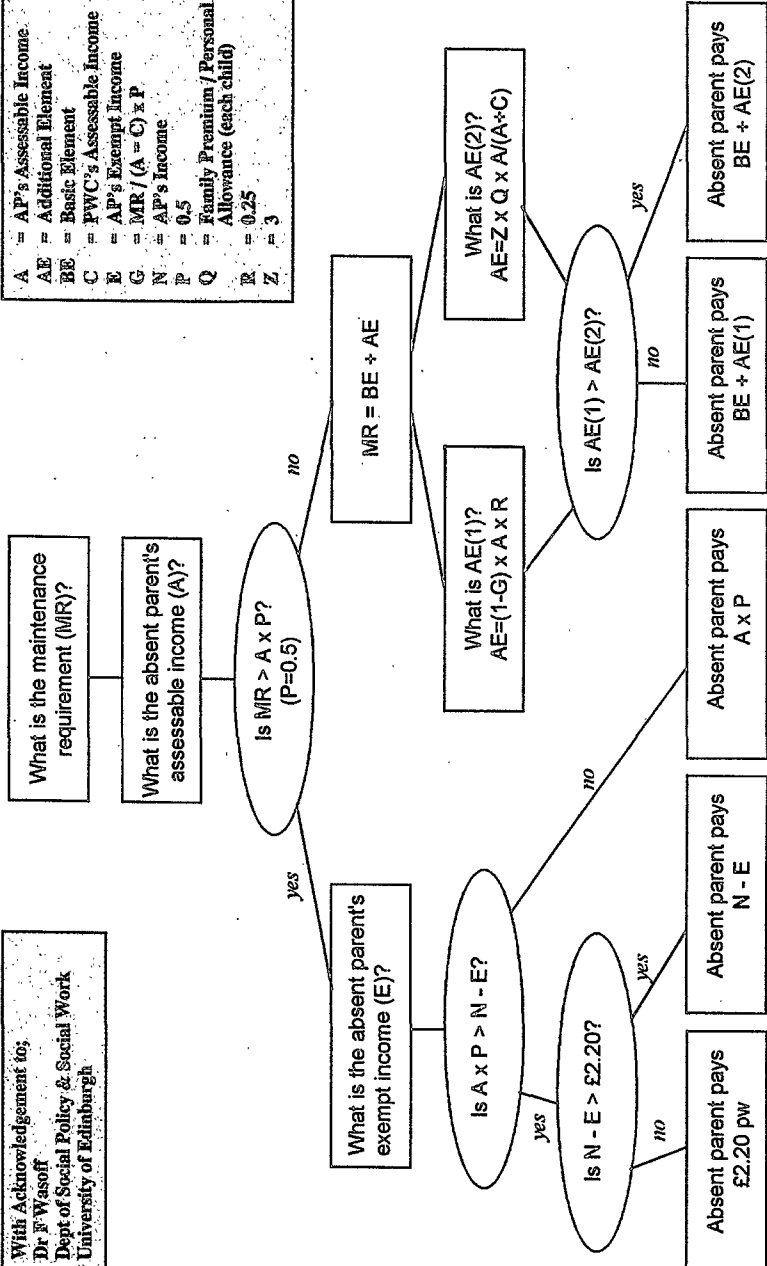 With Acknowledgement to;
Dr F Wasoff
Dept of Social Policy & Social Work
University of Edinburgh
A = AP's Assessable Income
AE = Additional Element
BE = Basic Element
C = PWC's Assessable Income
E = AP's Exempt Income
G = MR / (A = C) x P
N = AP's Income
P = 0.5
Q = Family Premium / Personal
Allowance (each child)
R = 0.25
Z = 3
What is the maintenance
requirement (MR)?
What is the absent parent's
assessable income (A)?
Is MR > A x P?
(P=0.5)
yes
no
What is the absent parent's
exempt income (E)?
MR = BE + AE
Is A x P > N - E?
yes
no
What is AE(1)?
AE=(1-G) x A x R
What is AE(2)?
AE=Z x Q x A/(A+C)
Is N - E > £2.20?
no
yes
Is AE(1) > AE(2)?
no
yes
Absent parent pays
£2.20 pw
Absent parent pays
N - E
Absent parent pays
A x P
Absent parent pays
BE + AE(1)
Absent parent pays
BE + AE(2)